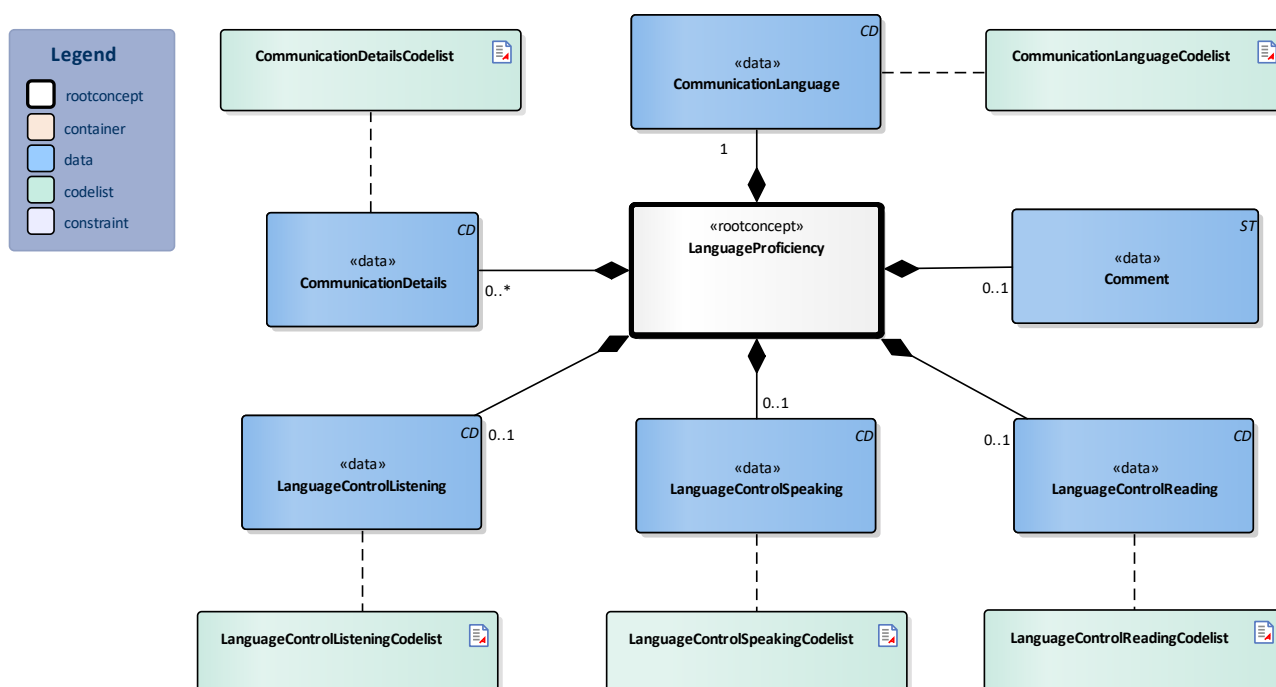 Legend
rootconcept
container
data
codelist
constraint
CommunicationDetailsCodelist
CD
«data»
CommunicationLanguage
CommunicationLanguageCodelist
1
CD
«data»
CommunicationDetails
0..*
«rootconcept»
LanguageProficiency
ST
«data»
Comment
0..1
CD
«data»
LanguageControlListening
0..1
0..1
CD
«data»
LanguageControlSpeaking
0..1
CD
«data»
LanguageControlReading
LanguageControlListeningCodelist
LanguageControlSpeakingCodelist
LanguageControlReadingCodelist